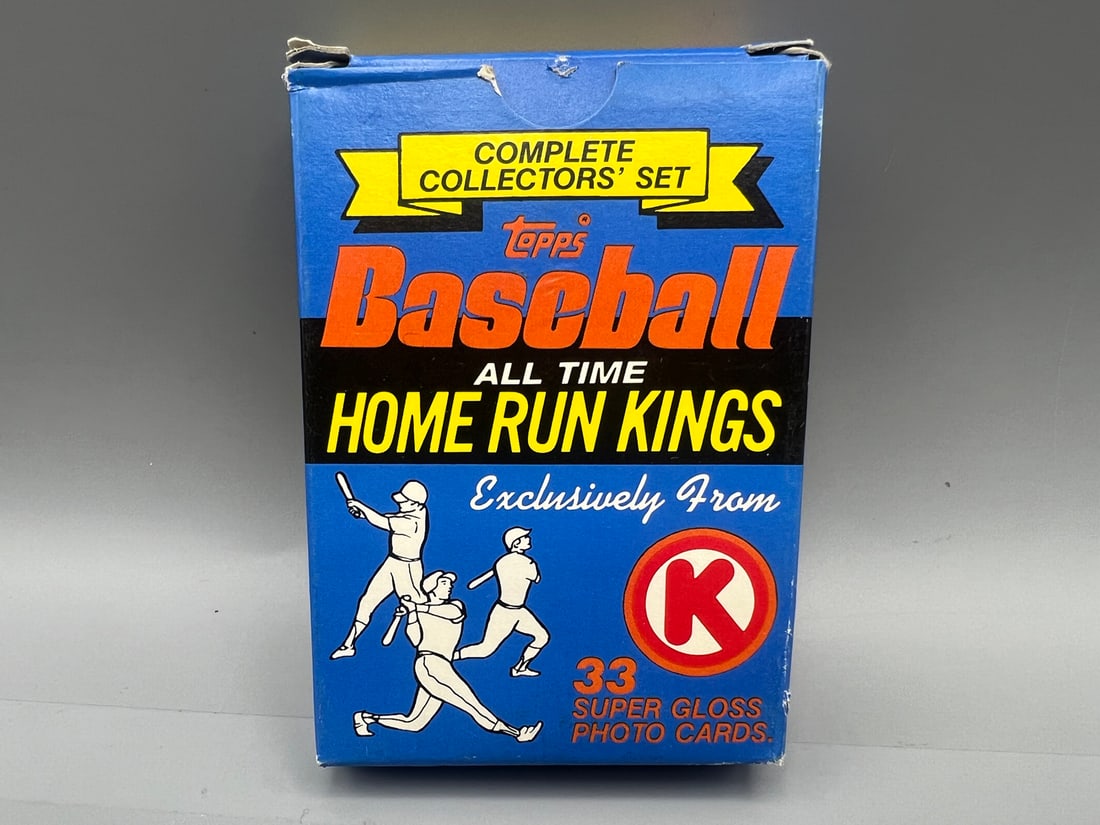 COMPLETE
COLLECTORS' SET
Topps®
Baseball
ALL TIME
HOME RUN KINGS
Exclusively From
K
33
SUPER GLOSS
PHOTO CARDS.